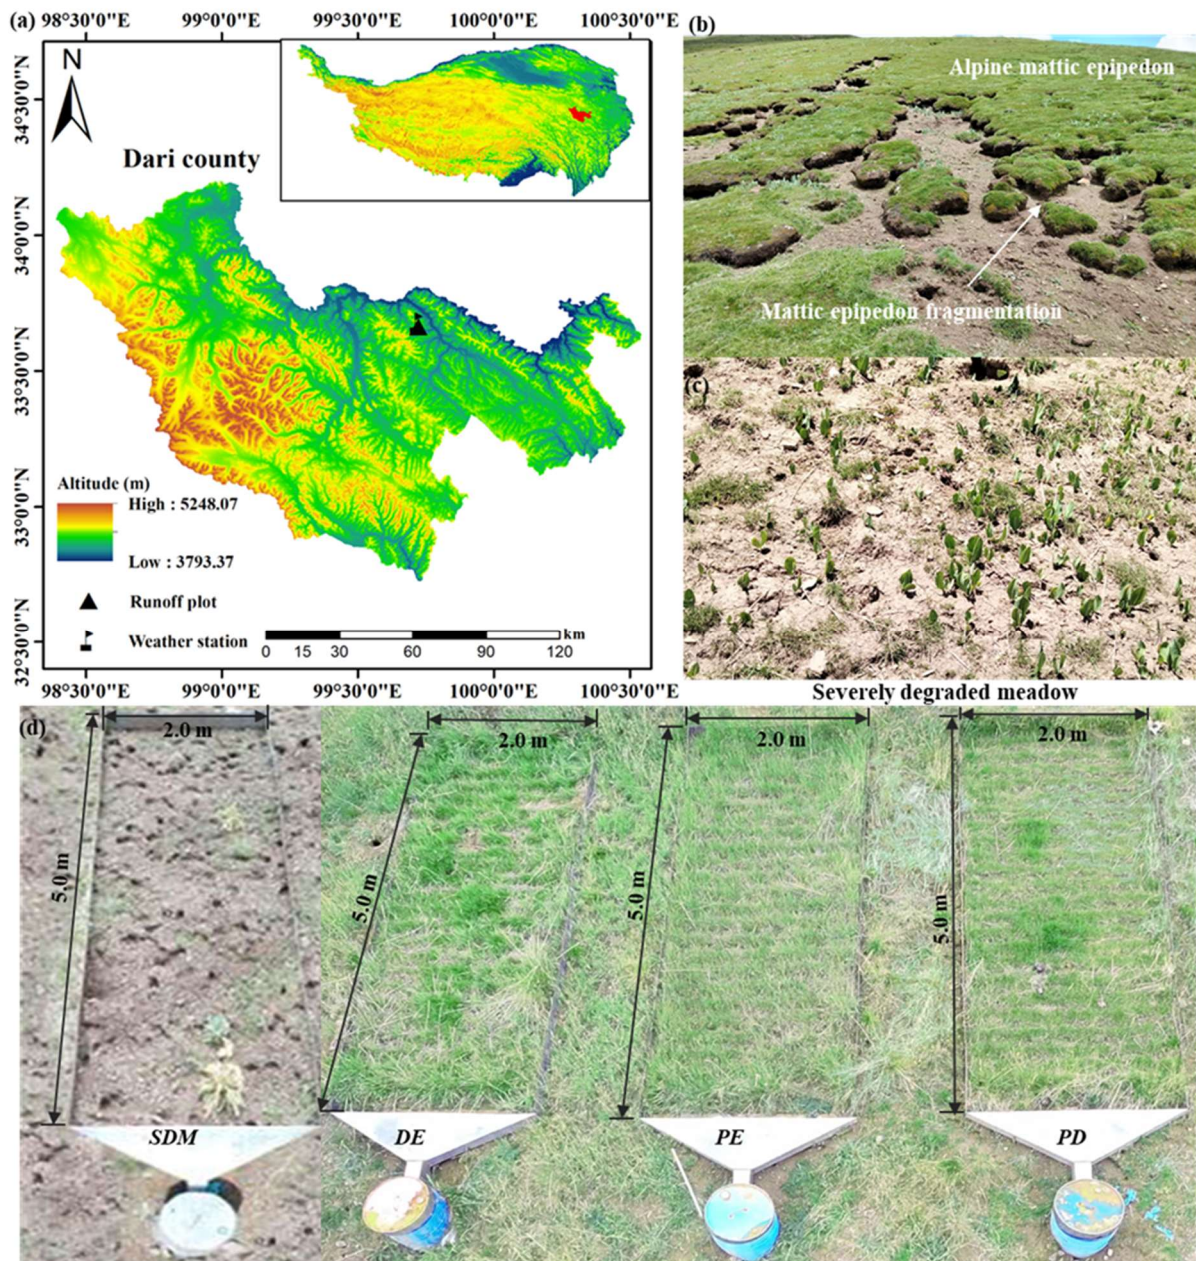 (a)
98°30'0"E 99°0'0"E 99°30'0"E 100°0'0"E 100°30'0"E
N
Dari county
34°30'0"N
34°0'0"N
33°30'0"N
33°0'0"N
32°30'0"N
Altitude (m)
High : 5248.07
Low : 3793.37
Runoff plot
Weather station
km
0 15 30 60 90 120
98°30'0"E 99°0'0"E 99°30'0"E 100°0'0"E 100°30'0"E
(b)
Alpine mattic epipedon
Mattic epipedon fragmentation
(c)
Severely degraded meadow
(d)
2.0 m 2.0 m 2.0 m 2.0 m
5.0 m 5.0 m 5.0 m 5.0 m
SDM DE PE PD